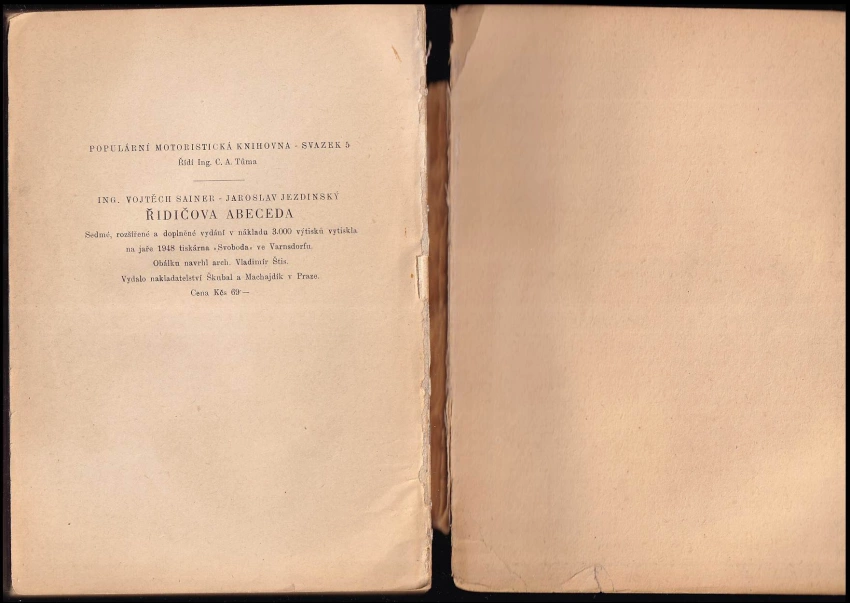 POPULÁRNÍ MOTORISTICKÁ KNIHOVNA - SVAZEK 5
Řídí Ing. C. A. Tůma
ING. VOJTĚCH SAINER - JAROSLAV JEZDINSKÝ
ŘIDIČOVA ABECEDA
Sedmé, rozšířené a doplněné vydání v nákladu 3.000 výtisků vytiskla
na jaře 1948 tiskárna »Svoboda« ve Varnsdorfu.
Obálku navrhl arch. Vladimír Štis.
Vydalo nakladatelství Škubal a Machajdík v Praze.
Cena Kčs 69·—